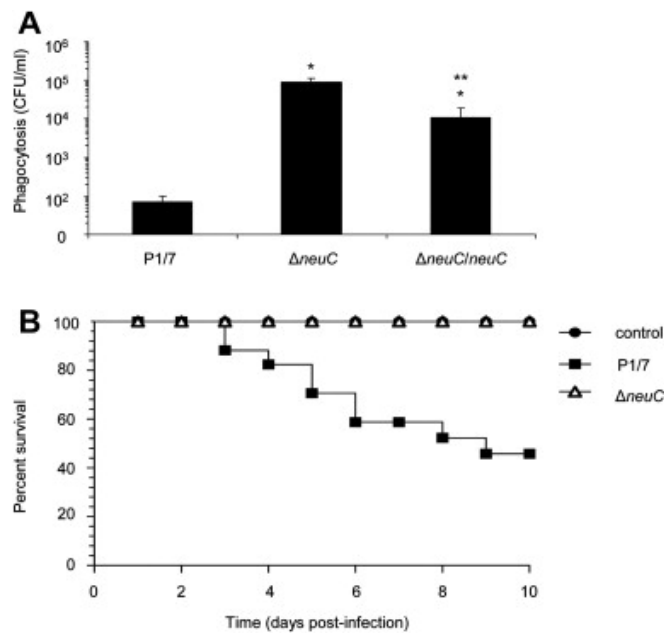 A
Phagocytosis (CFU/ml)
10⁶
10⁵
10⁴
10³
10²
0
*
**
*
P1/7
ΔneuC
ΔneuC/neuC
B
Percent survival
100
80
60
40
20
0
0 2 4 6 8 10
Time (days post-infection)
control
P1/7
ΔneuC